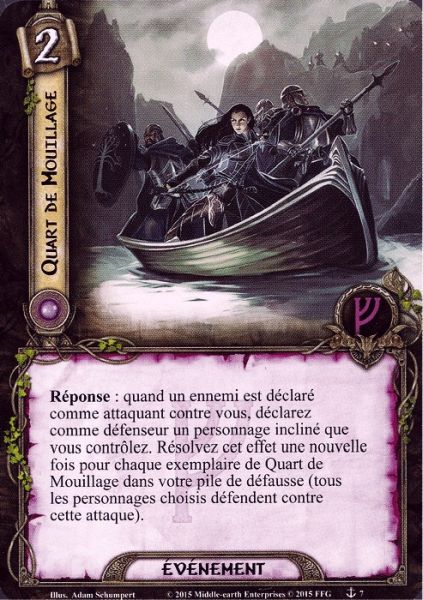 2
QUART DE MOUILLAGE
Réponse : quand un ennemi est déclaré
comme attaquant contre vous, déclarez
comme défenseur un personnage incliné que
vous contrôlez. Résolvez cet effet une nouvelle
fois pour chaque exemplaire de Quart de
Mouillage dans votre pile de défausse (tous
les personnages choisis défendent contre
cette attaque).
ÉVÉNEMENT
Illus. Adam Schumpert © 2015 Middle-earth Enterprises © 2015 FFG 7